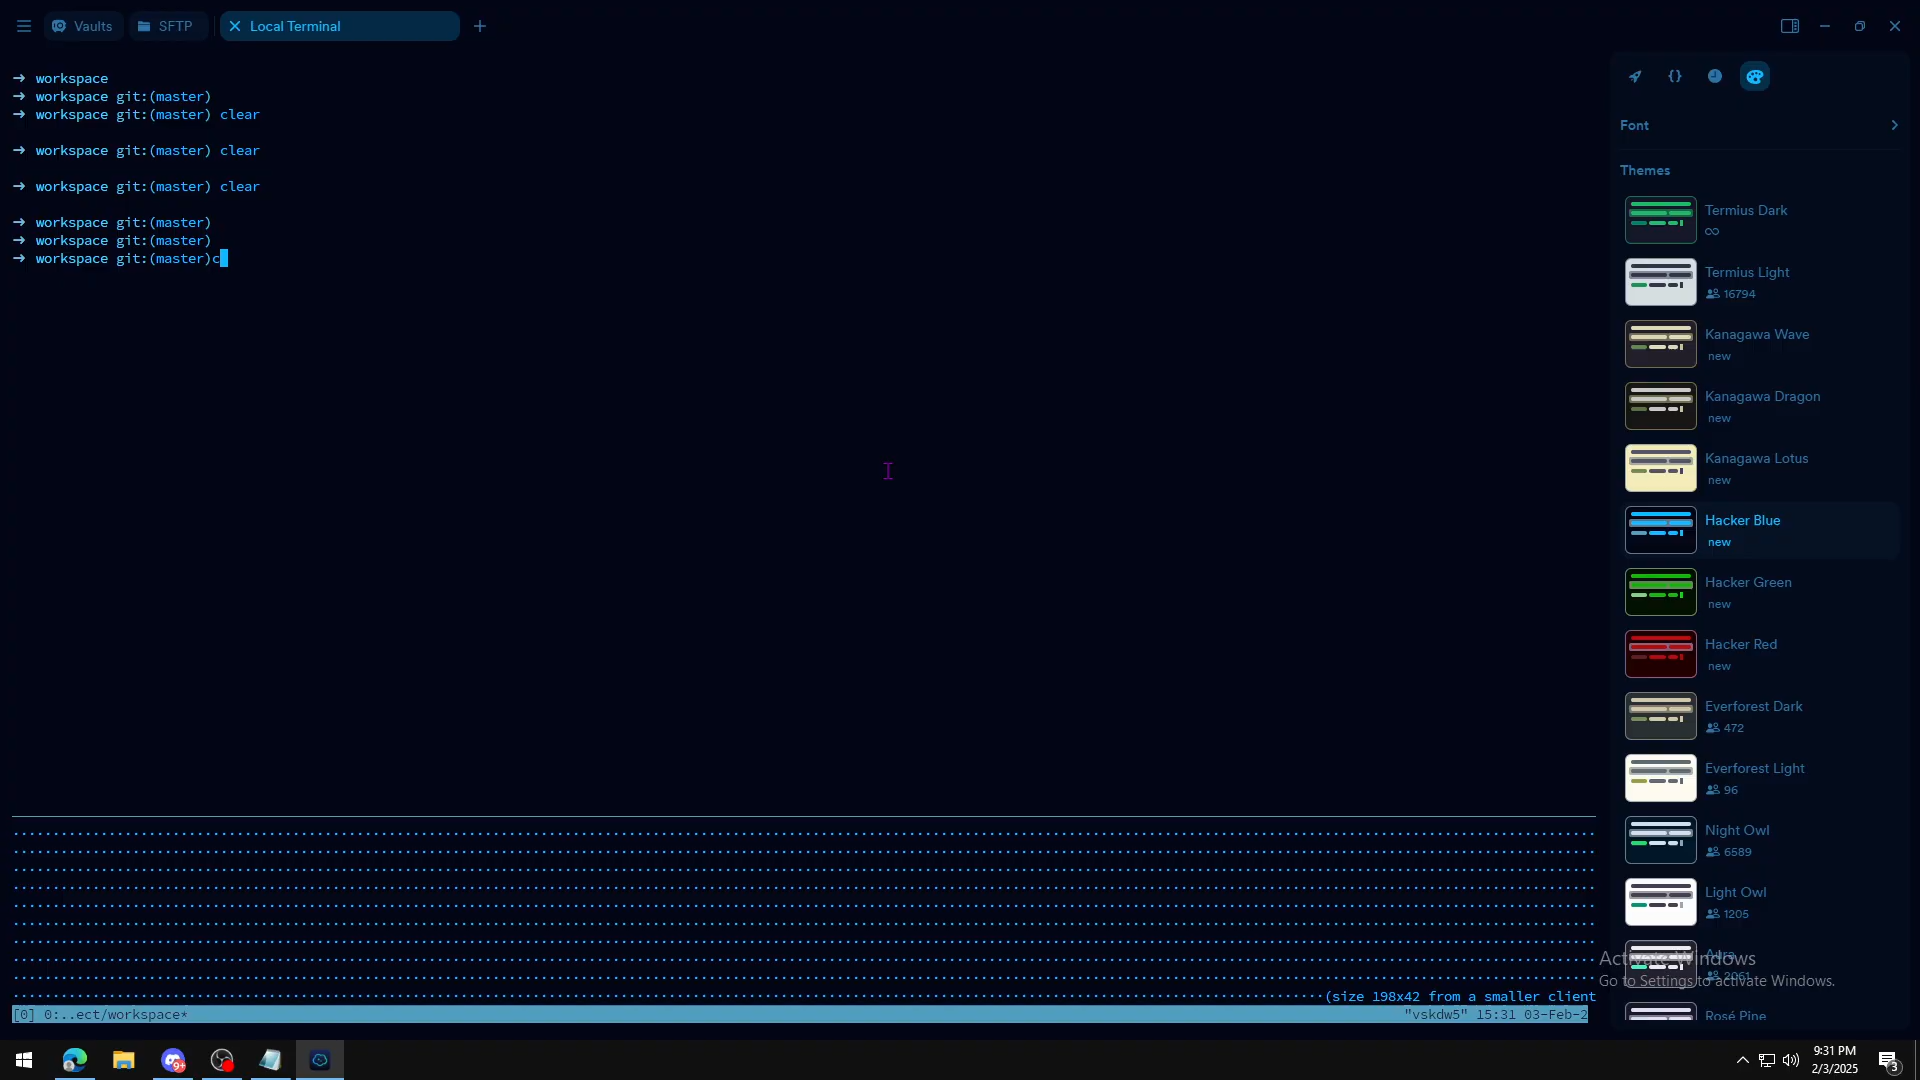 Vaults
SFTP
Local Terminal
→ workspace
→ workspace git:(master)
→ workspace git:(master) clear
→ workspace git:(master) clear
→ workspace git:(master) clear
→ workspace git:(master)
→ workspace git:(master)
→ workspace git:(master)c
(size 198x42 from a smaller client
[0] 0:..ect/workspace*
"vskdw5" 15:31 03-Feb-2
{}
Font
Themes
Termius Dark
∞
Termius Light
16794
Kanagawa Wave
new
Kanagawa Dragon
new
Kanagawa Lotus
new
Hacker Blue
new
Hacker Green
new
Hacker Red
new
Everforest Dark
472
Everforest Light
96
Night Owl
6589
Light Owl
1205
Aura
2061
Rosé Pine
Activate Windows
Go to Settings to activate Windows.
9+
9:31 PM
2/3/2025
3